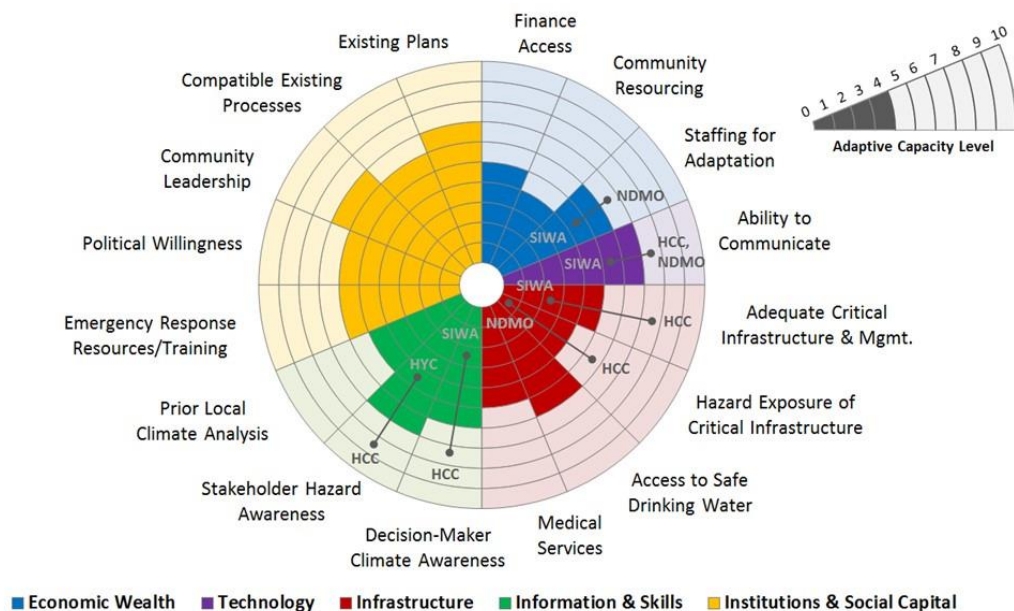 Existing Plans
Finance
Access
Compatible Existing
Processes
Community
Resourcing
0 1 2 3 4 5 6 7 8 9 10
Adaptive Capacity Level
Community
Leadership
Staffing for
Adaptation
NDMO
Political Willingness
Ability to
Communicate
SIWA
HCC,
NDMO
SIWA
SIWA
Emergency Response
Resources/Training
Adequate Critical
Infrastructure & Mgmt.
HCC
NDMO
SIWA
HCC
HYC
Prior Local
Climate Analysis
Hazard Exposure of
Critical Infrastructure
HCC
HCC
Stakeholder Hazard
Awareness
Access to Safe
Drinking Water
Decision-Maker
Climate Awareness
Medical
Services
Economic Wealth Technology Infrastructure Information & Skills Institutions & Social Capital